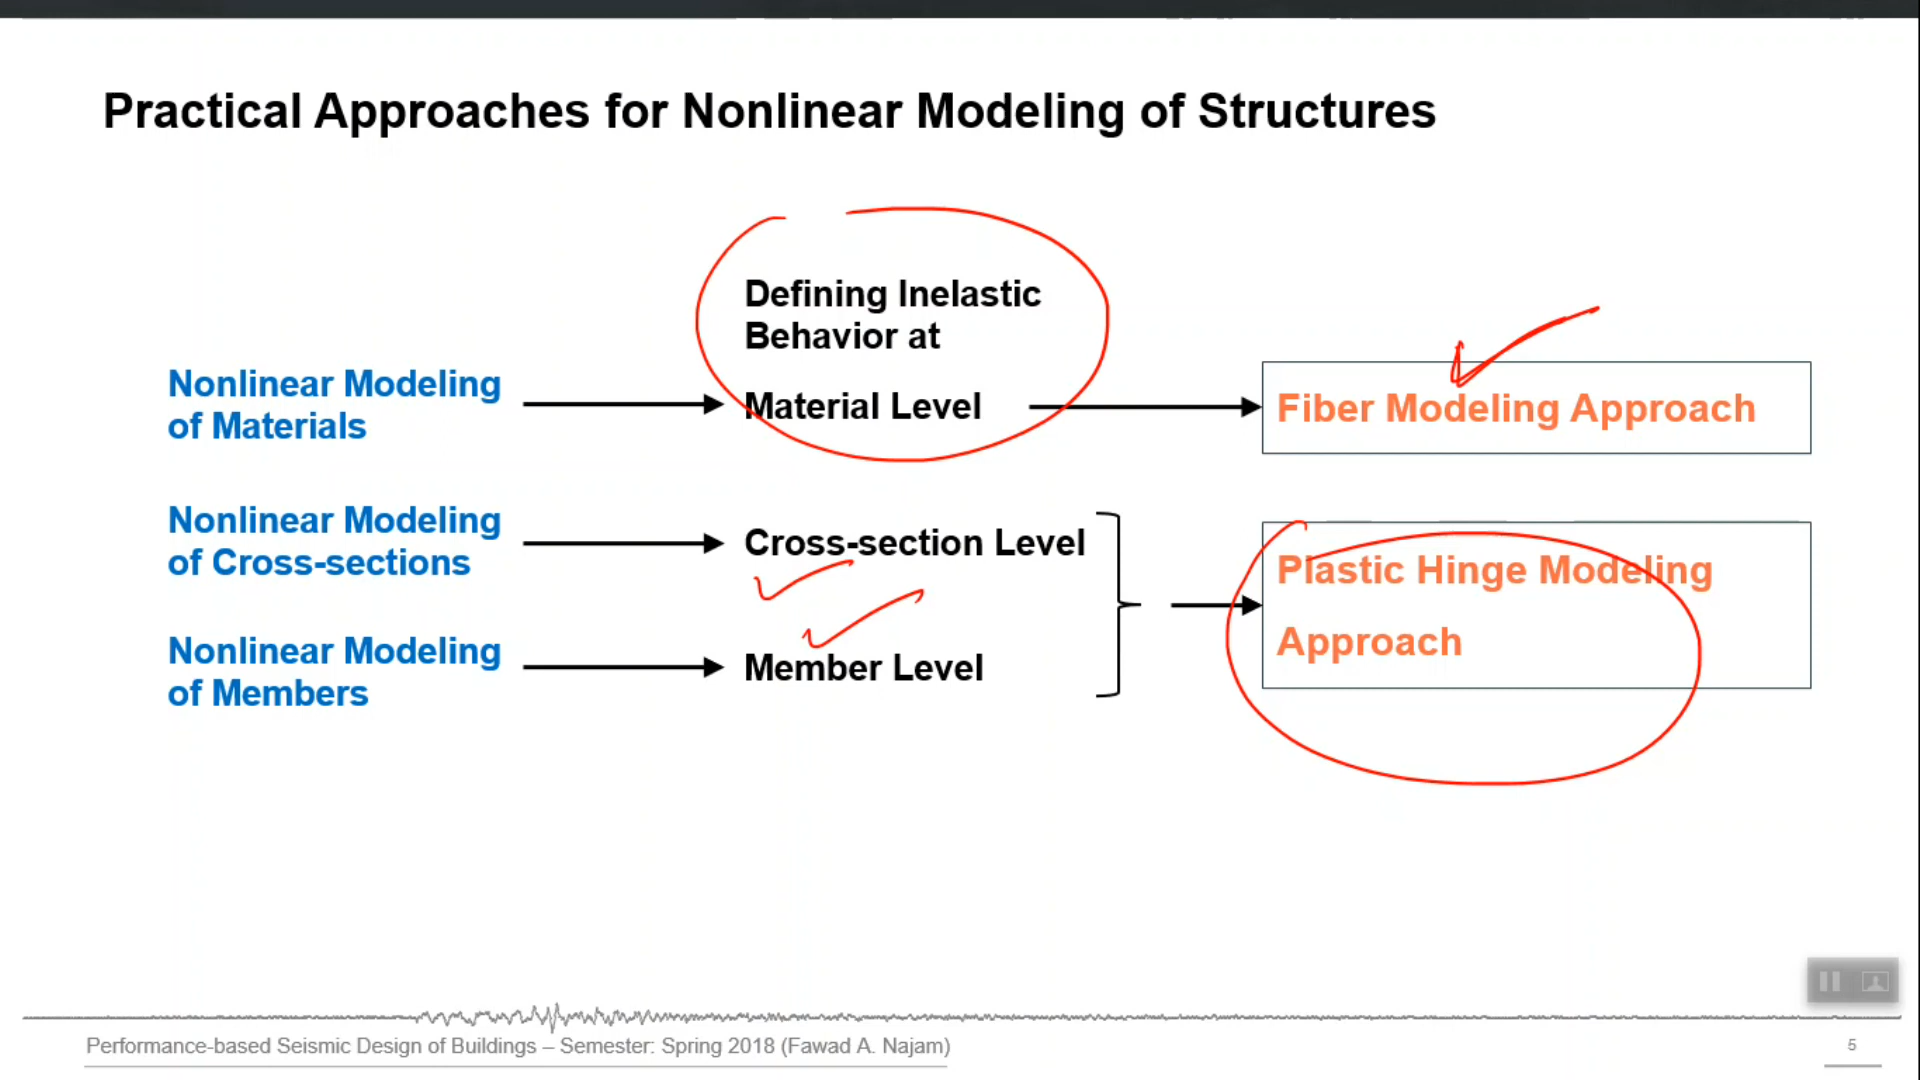 Practical Approaches for Nonlinear Modeling of Structures
Defining Inelastic
Behavior at
Nonlinear Modeling
of Materials
Material Level
Fiber Modeling Approach
Nonlinear Modeling
of Cross-sections
Cross-section Level
Plastic Hinge Modeling
Approach
Nonlinear Modeling
of Members
Member Level
Performance-based Seismic Design of Buildings – Semester: Spring 2018 (Fawad A. Najam)
5